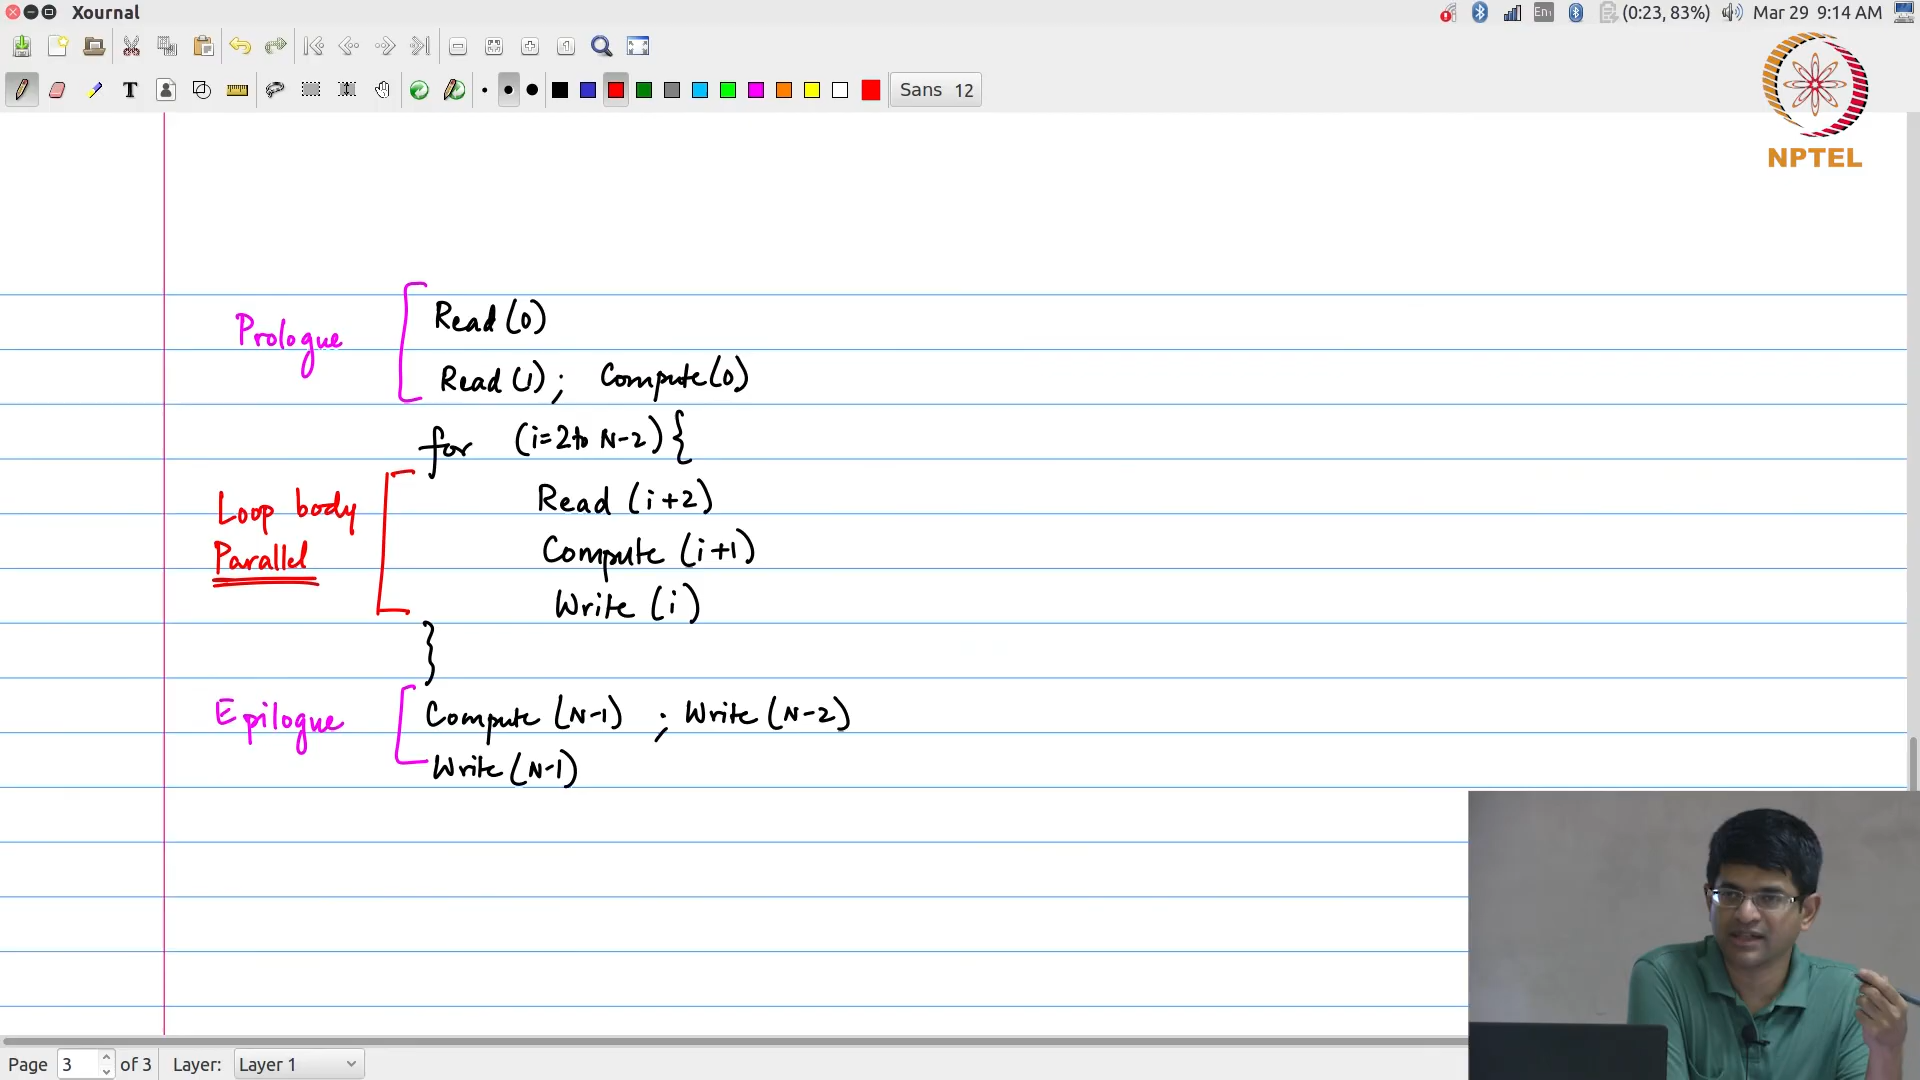 Xournal
En1
(0:23, 83%)
Mar 29 9:14 AM
Sans 12
NPTEL
Prologue
Read (0)
Read (1) ; Compute (0)
for (i=2 to N-2) {
Loop body
Parallel
Read (i+2)
Compute (i+1)
Write (i)
}
Epilogue
Compute (N-1) ; Write (N-2)
Write (N-1)
Page 3 of 3 Layer: Layer 1